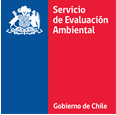 Servicio
de Evaluación
Ambiental
Gobierno de Chile